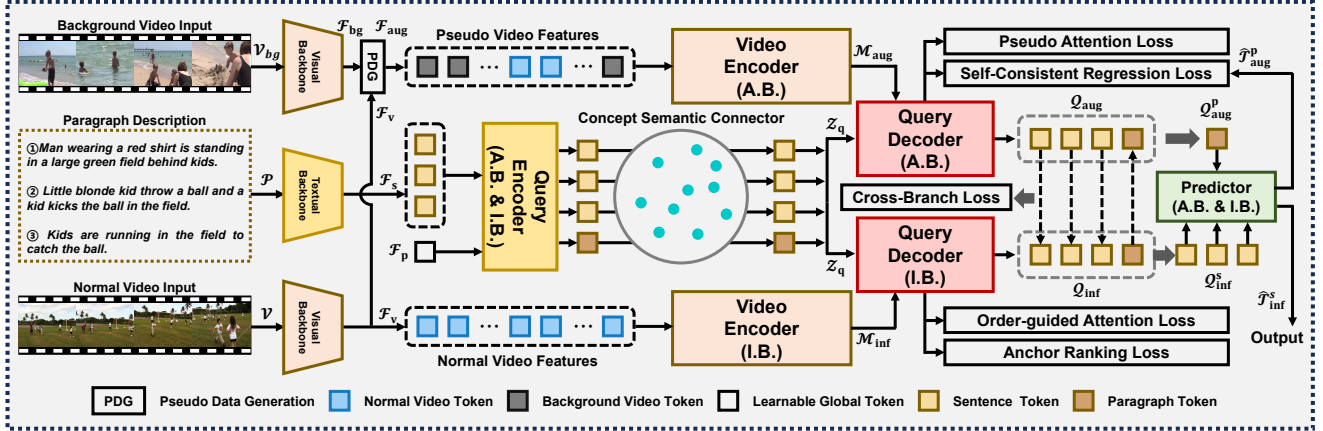 Background Video Input
𝒱_bg
Visual Backbone
ℱ_bg
ℱ_aug
PDG
Pseudo Video Features
Video Encoder (A.B.)
ℳ_aug
Pseudo Attention Loss
Self-Consistent Regression Loss
𝒯̂^p_aug
Paragraph Description
①Man wearing a red shirt is standing
in a large green field behind kids.
② Little blonde kid throw a ball and a
kid kicks the ball in the field.
③ Kids are running in the field to
catch the ball.
𝒫
Textual Backbone
ℱ_s
ℱ_v
ℱ_p
Query Encoder (A.B. & I.B.)
Concept Semantic Connector
𝒵_q
𝒵_q
Query Decoder (A.B.)
𝒬_aug
𝒬^p_aug
Cross-Branch Loss
Predictor (A.B. & I.B.)
Query Decoder (I.B.)
𝒬_inf
𝒬^s_inf
𝒯̂^s_inf
Normal Video Input
𝒱
Visual Backbone
ℱ_v
Normal Video Features
Video Encoder (I.B.)
ℳ_inf
Order-guided Attention Loss
Anchor Ranking Loss
Output
PDG
Pseudo Data Generation
Normal Video Token
Background Video Token
Learnable Global Token
Sentence Token
Paragraph Token